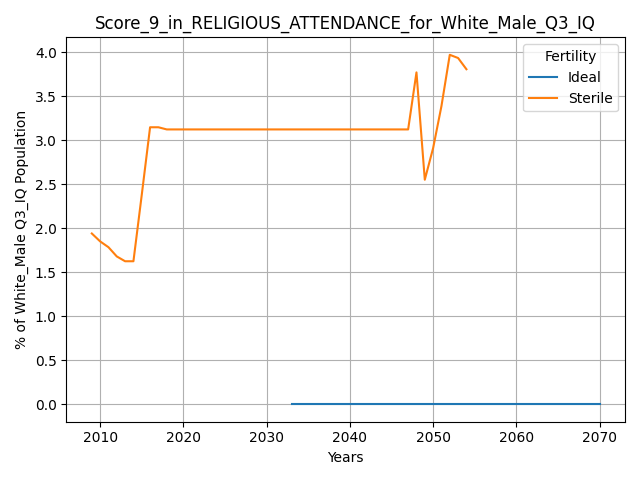 Score_9_in_RELIGIOUS_ATTENDANCE_for_White_Male_Q3_IQ
Fertility
Ideal
Sterile
% of White_Male Q3_IQ Population
4.0
3.5
3.0
2.5
2.0
1.5
1.0
0.5
0.0
2010 2020 2030 2040 2050 2060 2070
Years